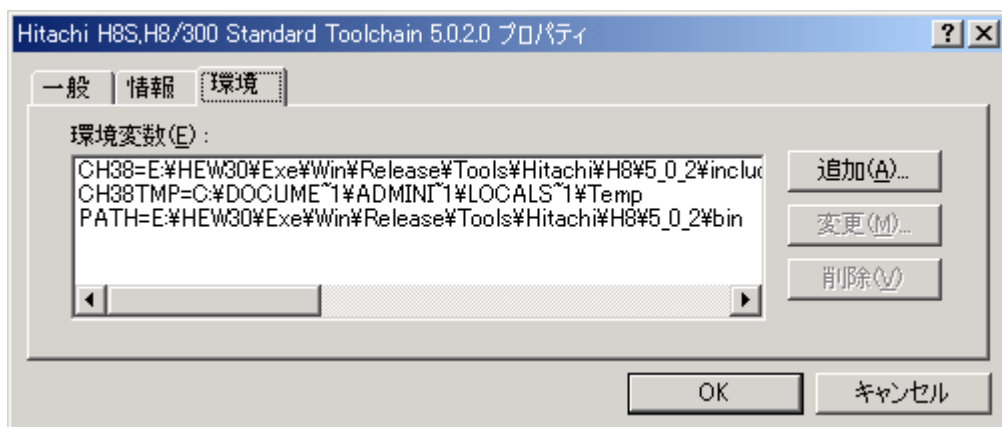 Hitachi H8S,H8/300 Standard Toolchain 5.0.2.0 プロパティ
一般 情報 環境
環境変数(E):
CH38=E:¥HEW30¥Exe¥Win¥Release¥Tools¥Hitachi¥H8¥5_0_2¥includ
CH38TMP=C:¥DOCUME~1¥ADMINI~1¥LOCALS~1¥Temp
PATH=E:¥HEW30¥Exe¥Win¥Release¥Tools¥Hitachi¥H8¥5_0_2¥bin
追加(A)...
変更(M)...
削除(V)
OK キャンセル